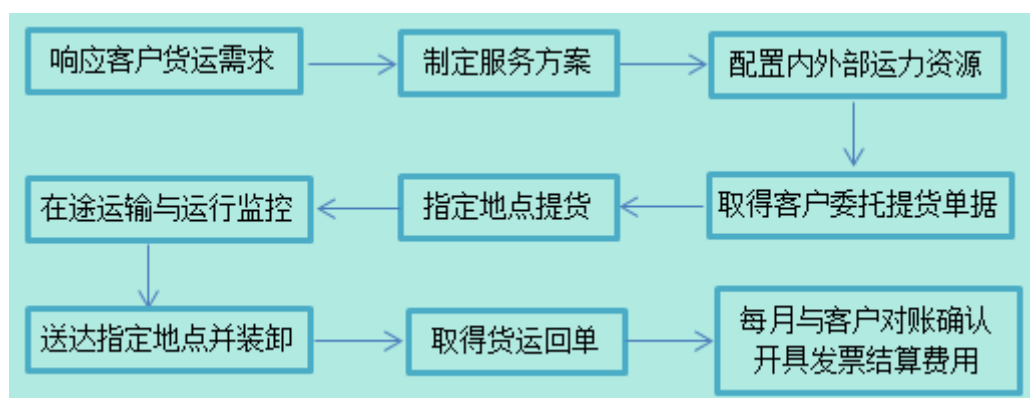 响应客户货运需求
制定服务方案
配置内外部运力资源
取得客户委托提货单据
指定地点提货
在途运输与运行监控
送达指定地点并装卸
取得货运回单
每月与客户对账确认
开具发票结算费用